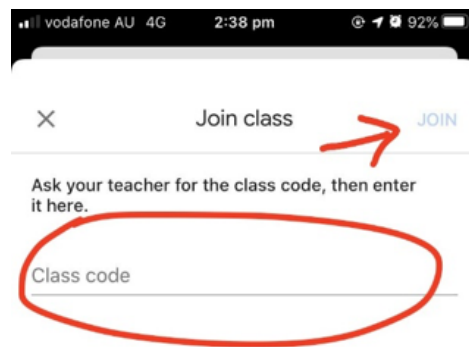 vodafone AU 4G 2:38 pm 92%
Join class JOIN
Ask your teacher for the class code, then enter
it here.
Class code